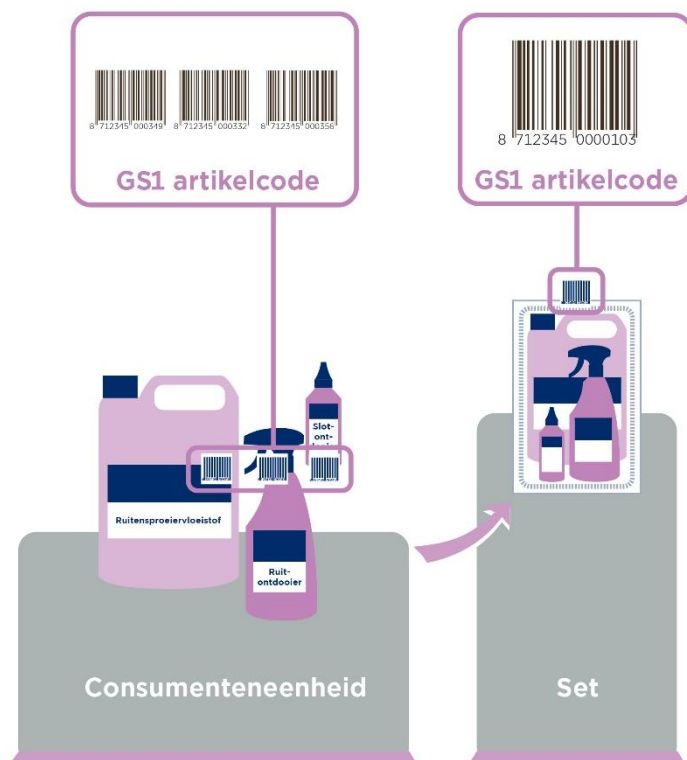 8 712345 000349 8 712345 000332 8 712345 000356
GS1 artikelcode
8 712345 0000103
GS1 artikelcode
Slot-
ont-
Ruitensproeiervloeistof
Ruit-
ontdooier
Consumenteneenheid
Set